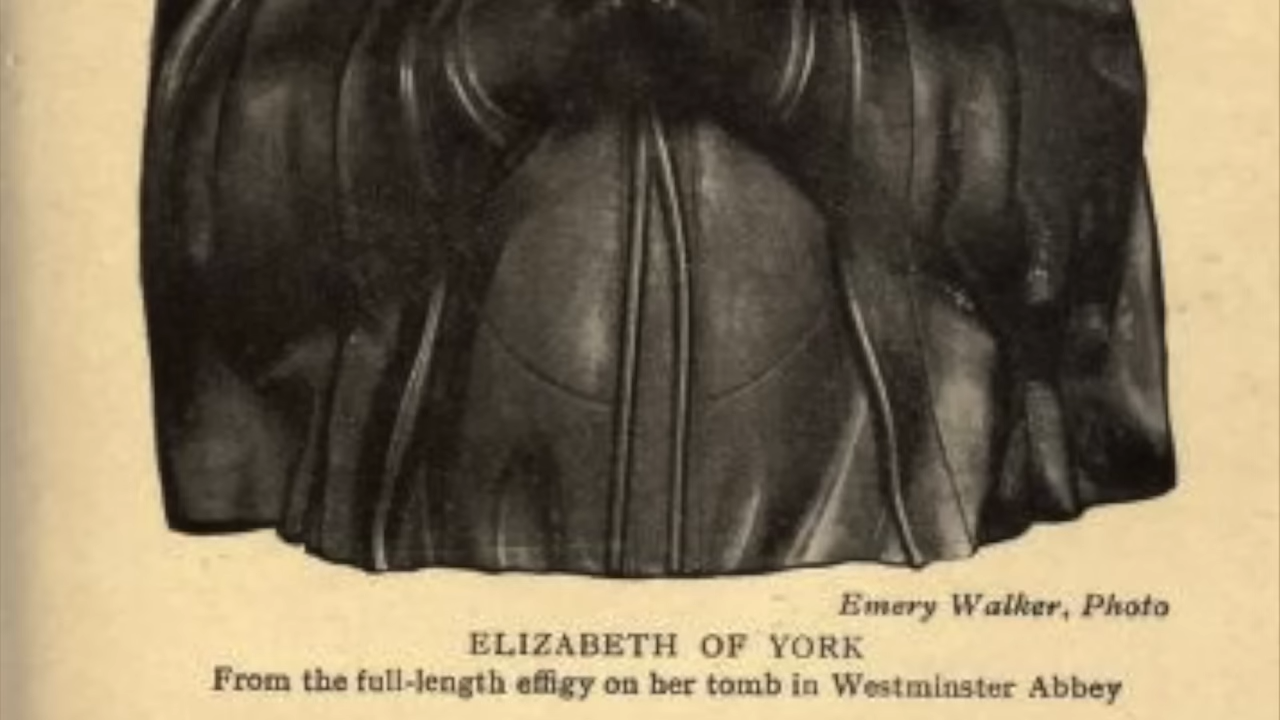 Emery Walker, Photo
ELIZABETH OF YORK
From the full-length effigy on her tomb in Westminster Abbey